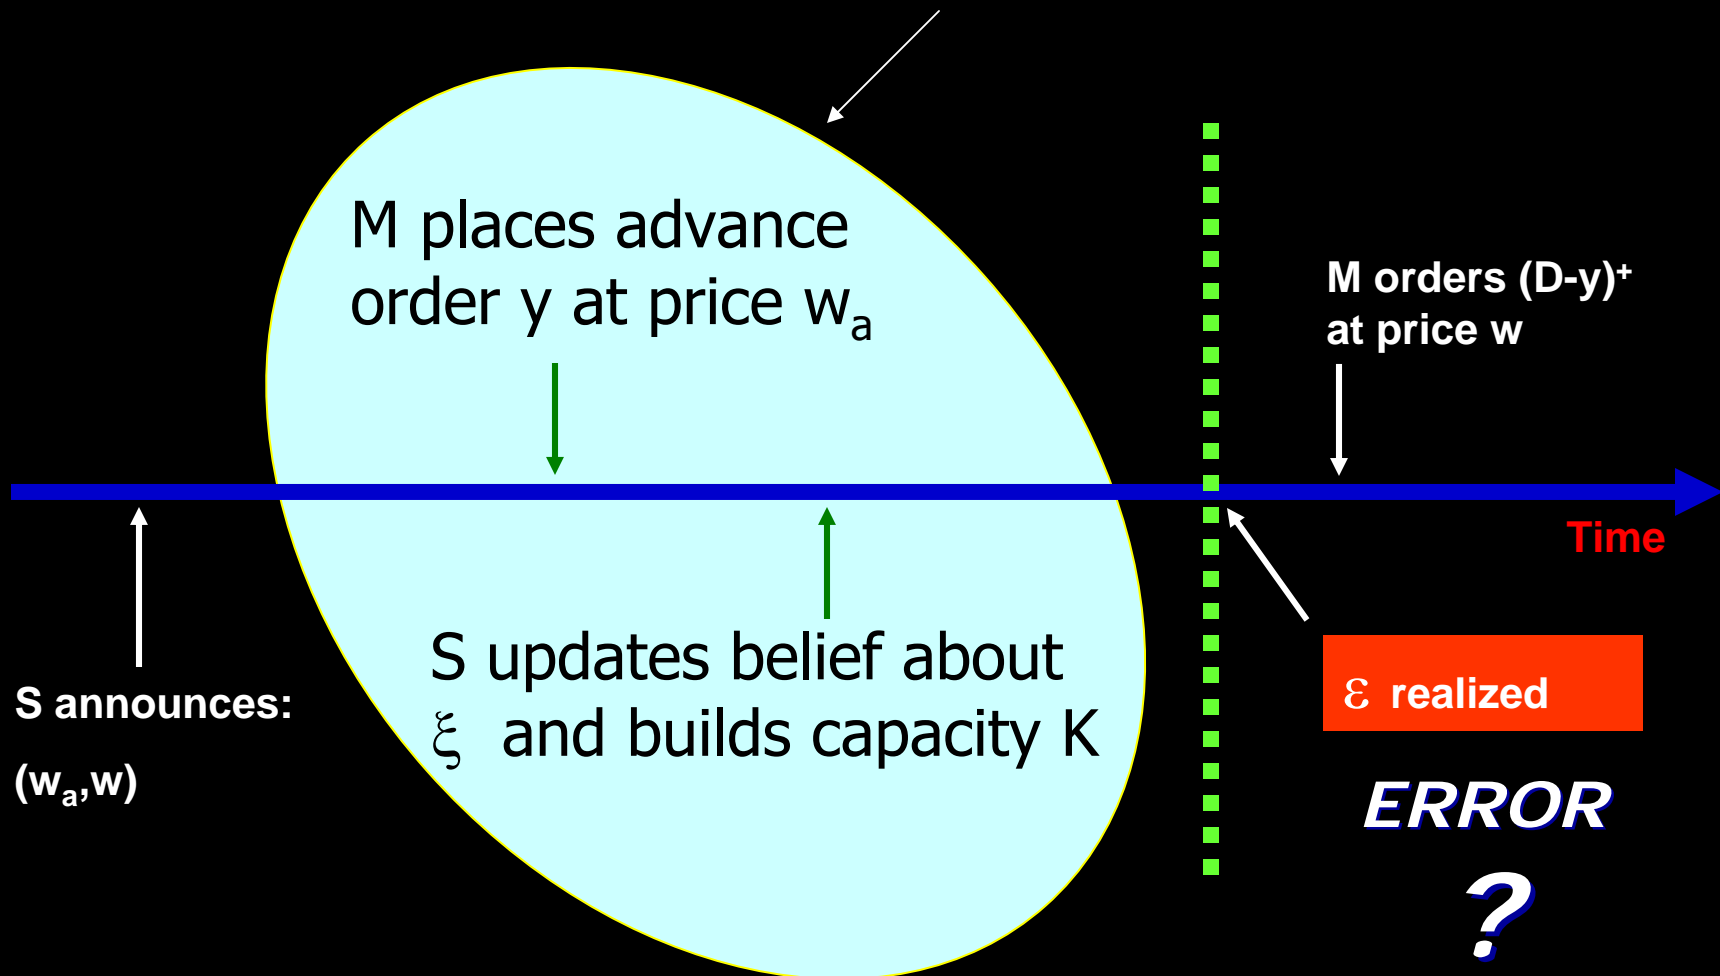 M places advance
order y at price wₐ
M orders (D-y)⁺
at price w
Time
S announces:
(wₐ,w)
S updates belief about
ξ and builds capacity K
ε realized
ERROR
?